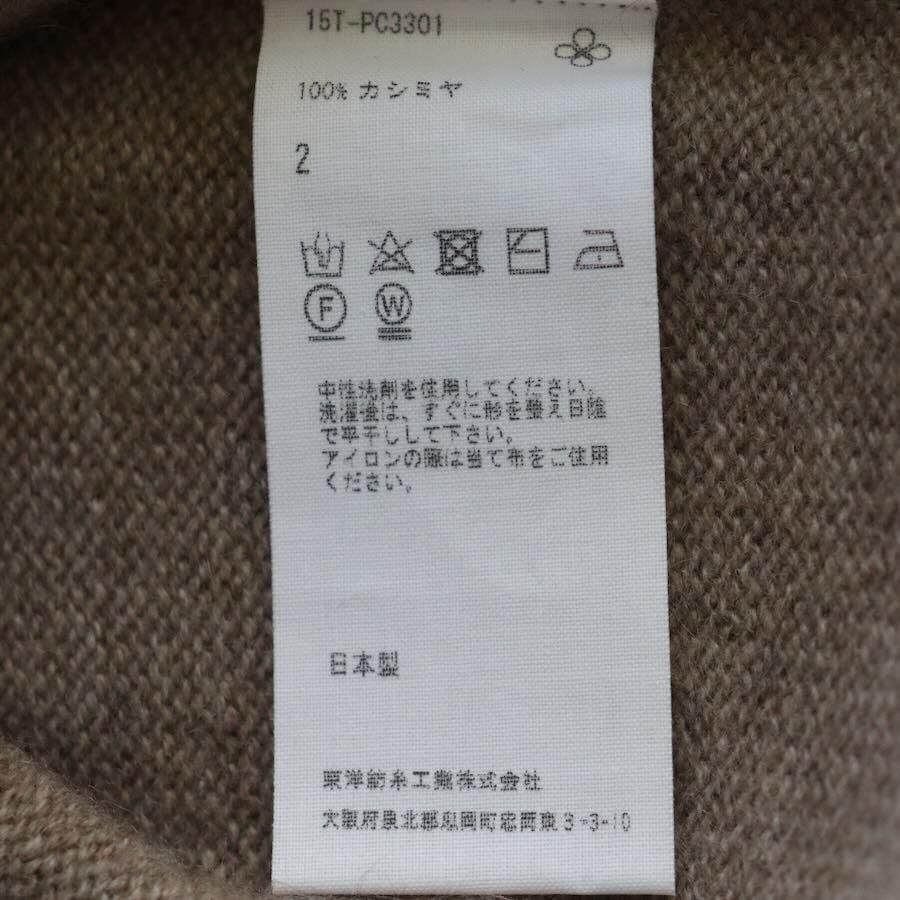 15T-PC3301
100% カシミヤ
2
F W
中性洗剤を使用してください。
洗濯後は、すぐに形を整え日陰
で平干しして下さい。
アイロンの際は当て布をご使用
ください。
日本製
東洋紡糸工業株式会社
大阪府泉北郡忠岡町忠岡東3-3-10